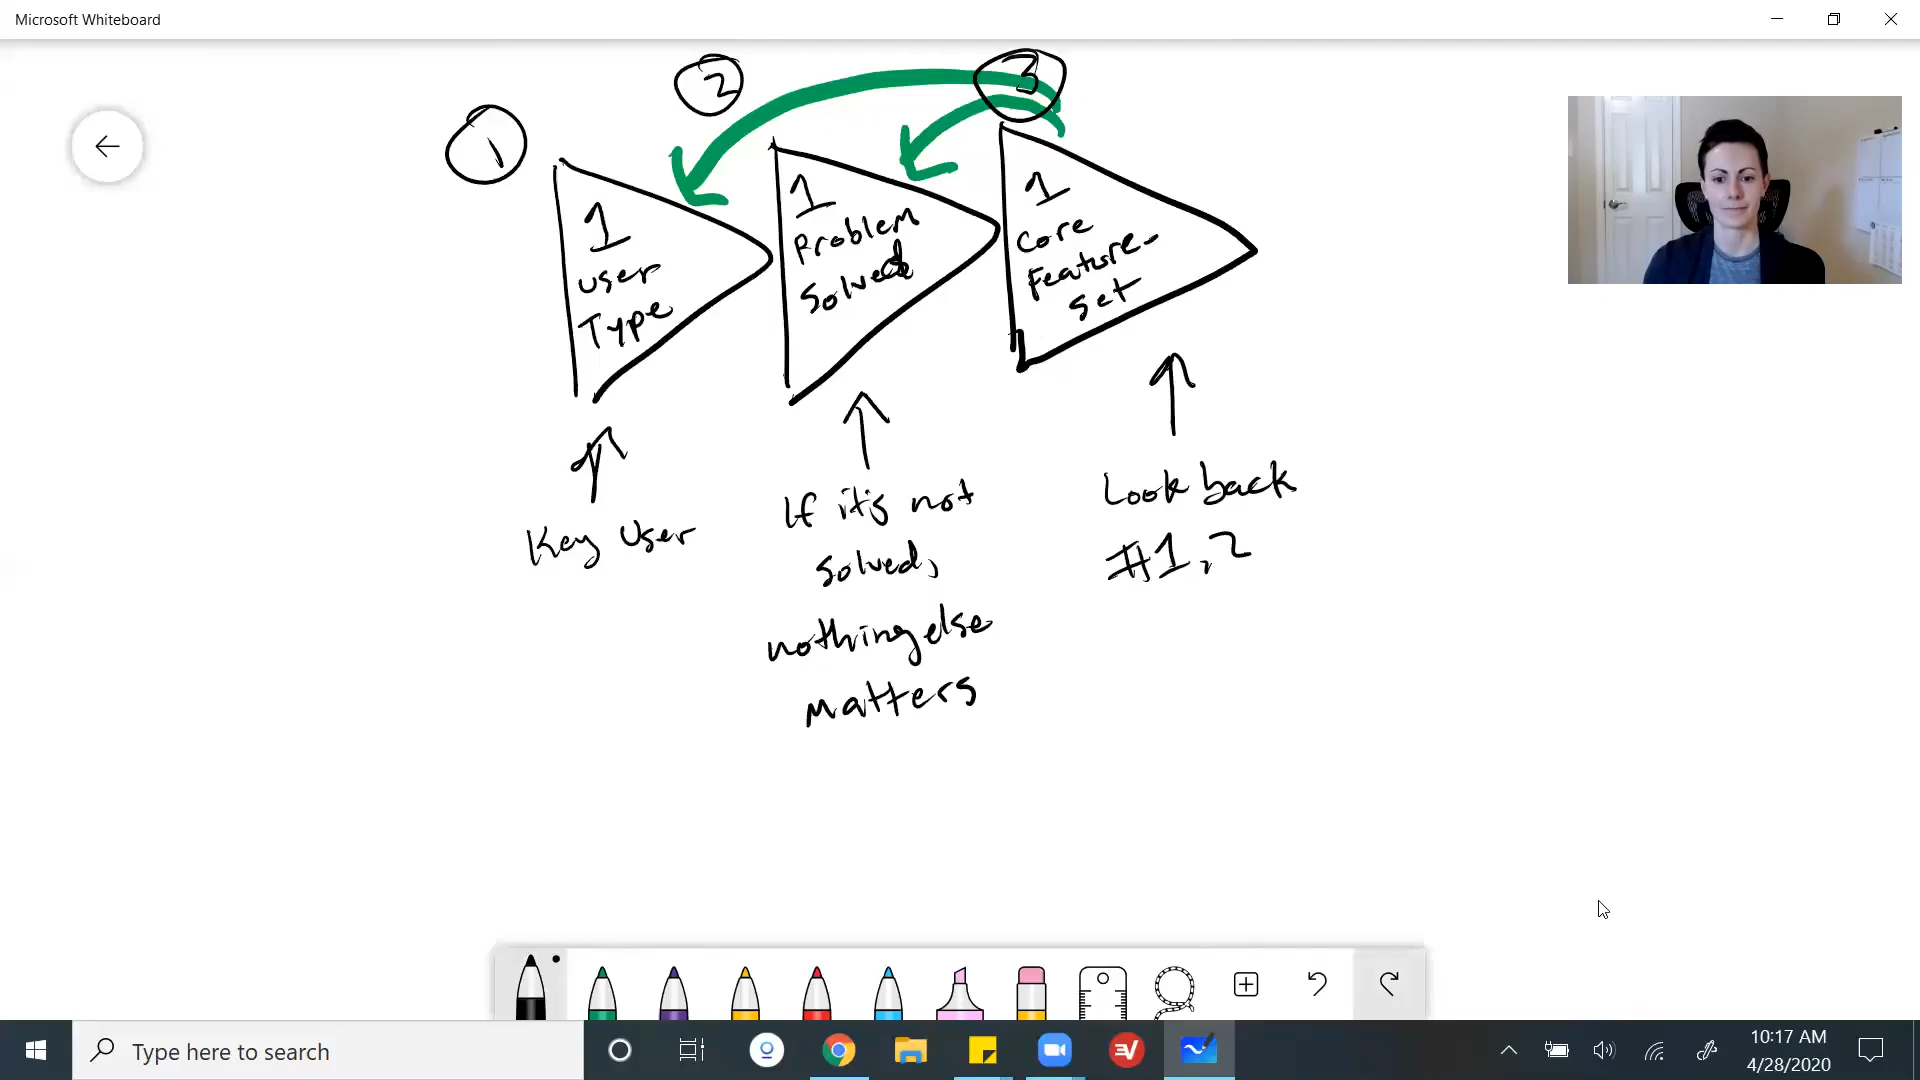 Microsoft Whiteboard
1
2
3
1
User
Type
1
Problem
Solved
1
Core
Feature-
set
Key User
If it's not
solved,
nothing else
matters
Look back
#1, 2
Type here to search
10:17 AM
4/28/2020